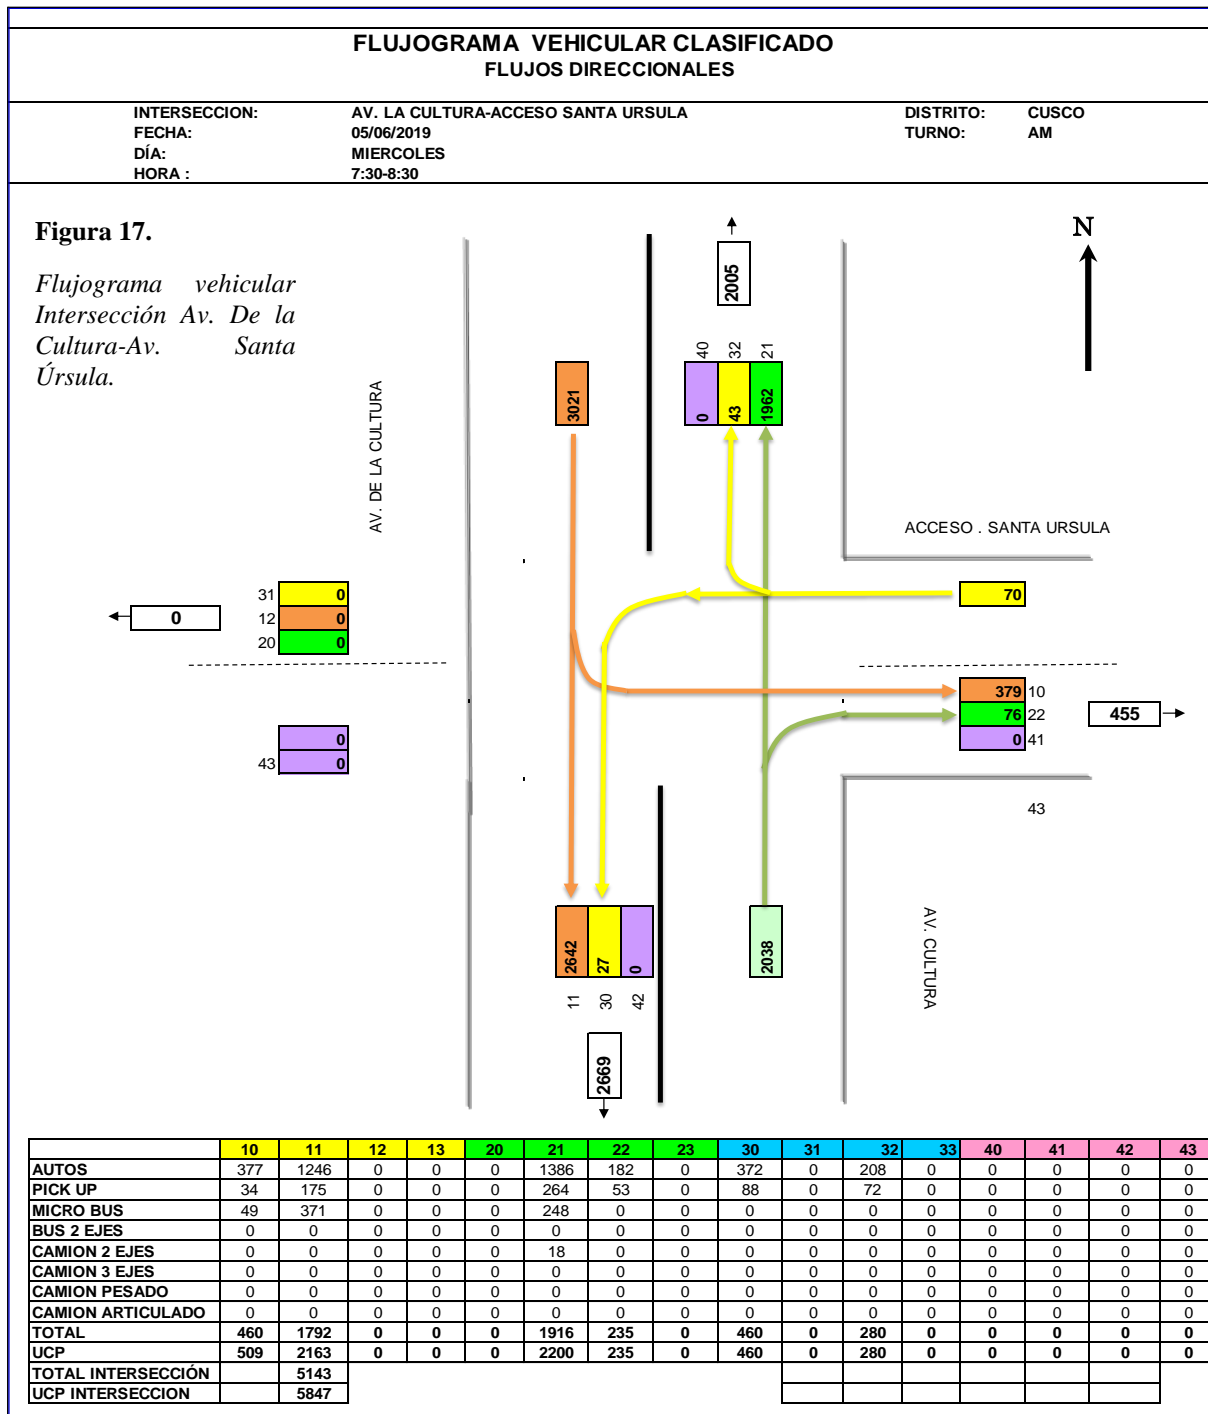 FLUJOGRAMA VEHICULAR CLASIFICADO
FLUJOS DIRECCIONALES
INTERSECCION: AV. LA CULTURA-ACCESO SANTA URSULA DISTRITO: CUSCO
FECHA: 05/06/2019 TURNO: AM
DÍA: MIERCOLES
HORA : 7:30-8:30
Figura 17.
Flujograma vehicular
Intersección Av. De la
Cultura-Av. Santa
Úrsula.
N
2005
40 32 21
0 43 1962
3021
AV. DE LA CULTURA
ACCESO . SANTA URSULA
31 0
12 0
20 0
0
70
379 10
76 22
0 41
455
0
43 0
43
2642 27 0
11 30 42
2669
2038
AV. CULTURA
10 11 12 13 20 21 22 23 30 31 32 33 40 41 42 43
AUTOS 377 1246 0 0 0 1386 182 0 372 0 208 0 0 0 0 0
PICK UP 34 175 0 0 0 264 53 0 88 0 72 0 0 0 0 0
MICRO BUS 49 371 0 0 0 248 0 0 0 0 0 0 0 0 0 0
BUS 2 EJES 0 0 0 0 0 0 0 0 0 0 0 0 0 0 0 0
CAMION 2 EJES 0 0 0 0 0 18 0 0 0 0 0 0 0 0 0 0
CAMION 3 EJES 0 0 0 0 0 0 0 0 0 0 0 0 0 0 0 0
CAMION PESADO 0 0 0 0 0 0 0 0 0 0 0 0 0 0 0 0
CAMION ARTICULADO 0 0 0 0 0 0 0 0 0 0 0 0 0 0 0 0
TOTAL 460 1792 0 0 0 1916 235 0 460 0 280 0 0 0 0 0
UCP 509 2163 0 0 0 2200 235 0 460 0 280 0 0 0 0 0
TOTAL INTERSECCIÓN 5143
UCP INTERSECCION 5847